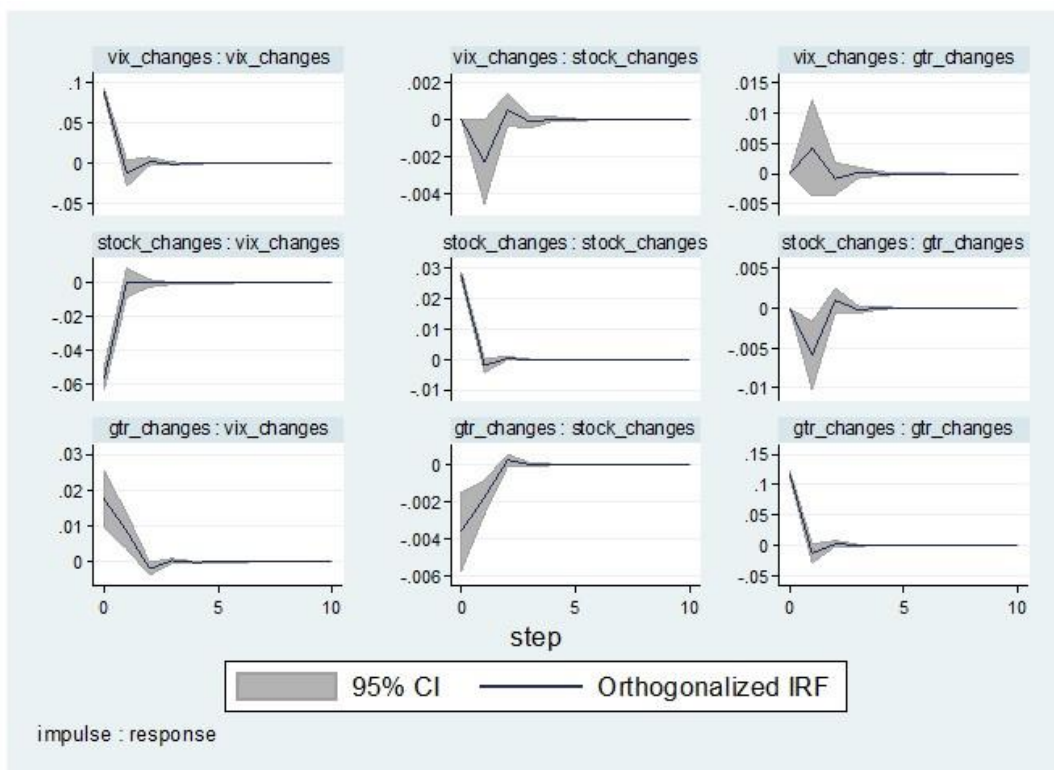 vix_changes : vix_changes
.1
.05
0
-.05
vix_changes : stock_changes
.002
0
-.002
-.004
vix_changes : gtr_changes
.015
.01
.005
0
-.005
stock_changes : vix_changes
0
-.02
-.04
-.06
stock_changes : stock_changes
.03
.02
.01
0
-.01
stock_changes : gtr_changes
.005
0
-.005
-.01
gtr_changes : vix_changes
.03
.02
.01
0
0 5 10
gtr_changes : stock_changes
0
-.002
-.004
-.006
0 5 10
gtr_changes : gtr_changes
.15
.1
.05
0
-.05
0 5 10
step
95% CI Orthogonalized IRF
impulse : response